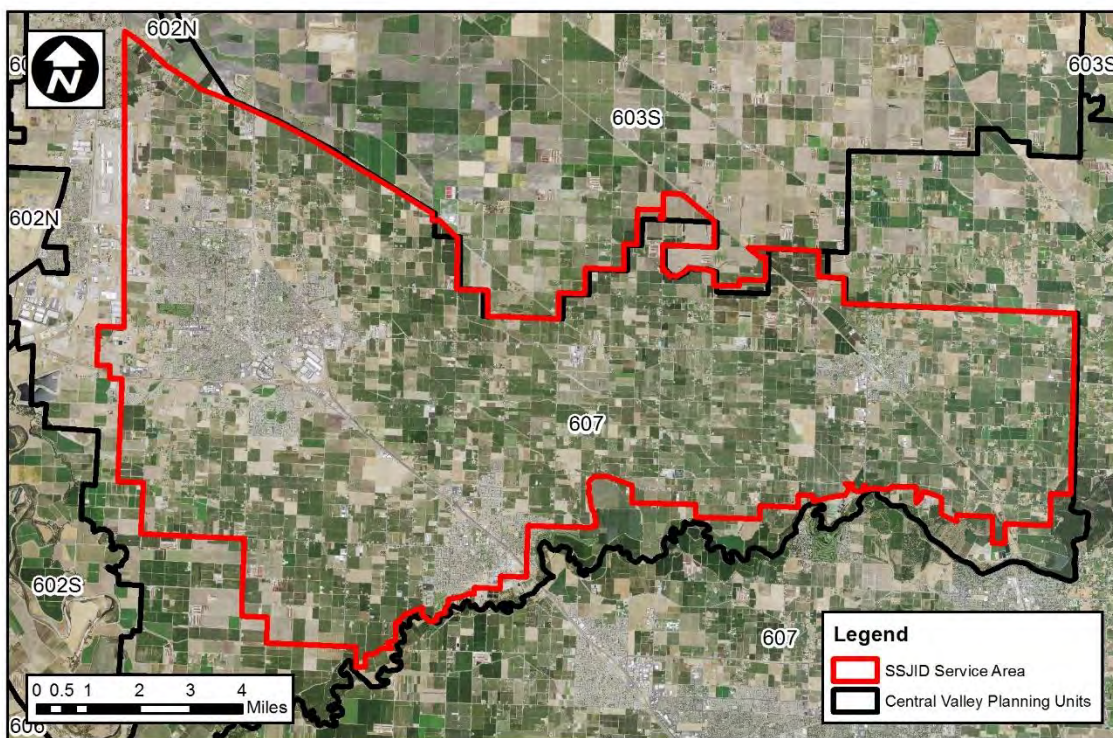 602N
603S
603S
N
602N
607
602S
607
Legend
SSJID Service Area
Central Valley Planning Units
0 0.5 1 2 3 4
Miles